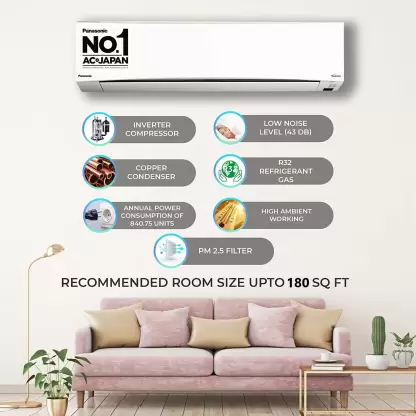 Panasonic
NO.1
AC IN JAPAN
Panasonic
INVERTER
COMPRESSOR
LOW NOISE
LEVEL (43 DB)
COPPER
CONDENSER
R32
REFRIGERANT
GAS
ANNUAL POWER
CONSUMPTION OF
840.75 UNITS
HIGH AMBIENT
WORKING
PM 2.5 FILTER
RECOMMENDED ROOM SIZE UPTO 180 SQ FT